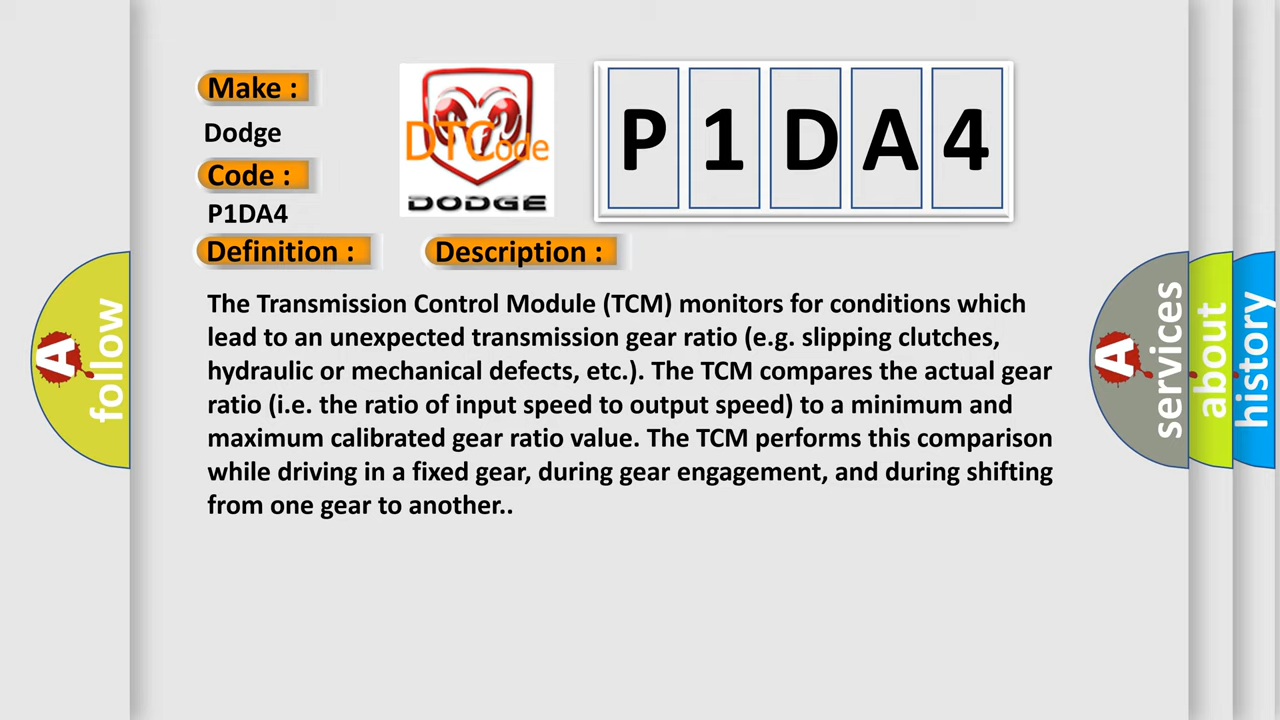 Make :
Dodge
Code :
P1DA4
DTCode
DODGE
P 1 D A 4
Definition :
Description :
The Transmission Control Module (TCM) monitors for conditions which
lead to an unexpected transmission gear ratio (e.g. slipping clutches,
hydraulic or mechanical defects, etc.). The TCM compares the actual gear
ratio (i.e. the ratio of input speed to output speed) to a minimum and
maximum calibrated gear ratio value. The TCM performs this comparison
while driving in a fixed gear, during gear engagement, and during shifting
from one gear to another..
A follow
A services
about
history